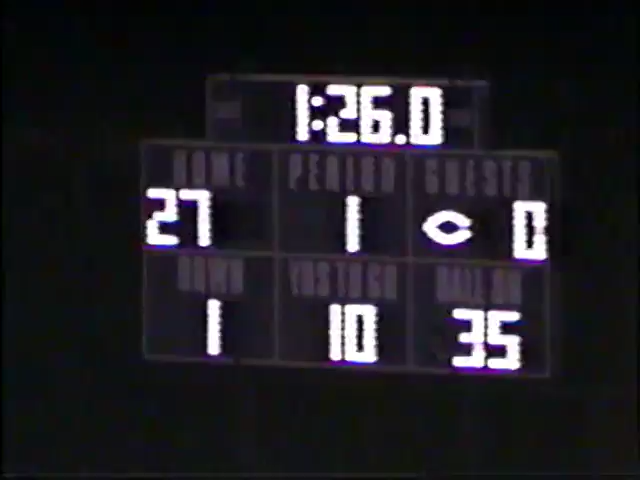 1:26.0
HOME PERIOD GUESTS
27 1 0
DOWN YDS TO GO BALL ON
1 10 35